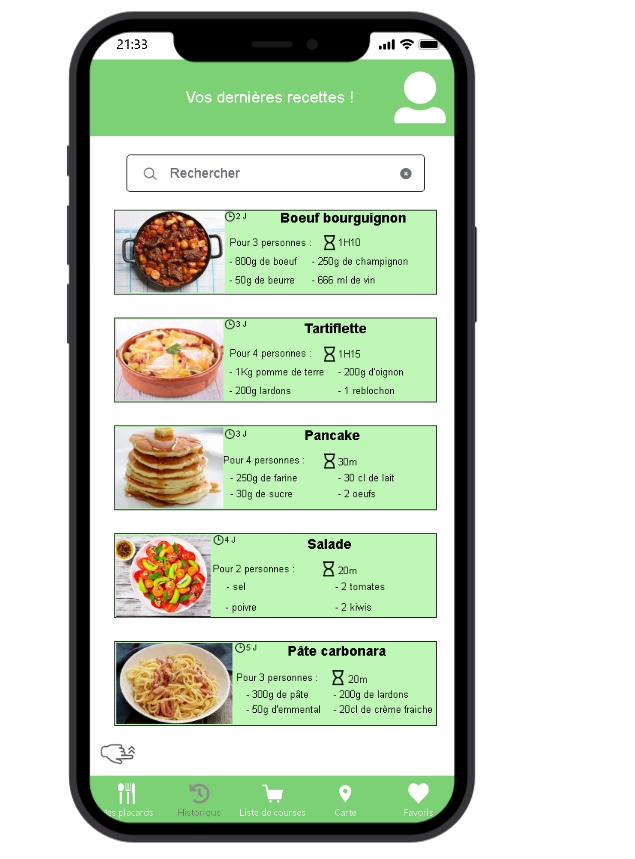 21:33
Vos dernières recettes !
Rechercher
2 J
Boeuf bourguignon
Pour 3 personnes : 1H10
- 800g de boeuf - 250g de champignon
- 50g de beurre - 666 ml de vin
3 J
Tartiflette
Pour 4 personnes : 1H15
- 1Kg pomme de terre - 200g d'oignon
- 200g lardons - 1 reblochon
3 J
Pancake
Pour 4 personnes : 30m
- 250g de farine - 30 cl de lait
- 30g de sucre - 2 oeufs
4 J
Salade
Pour 2 personnes : 20m
- sel - 2 tomates
- poivre - 2 kiwis
5 J
Pâte carbonara
Pour 3 personnes : 20m
- 300g de pâte - 200g de lardons
- 50g d'emmental - 20cl de crème fraiche
es placards Historique Liste de courses Carte Favoris